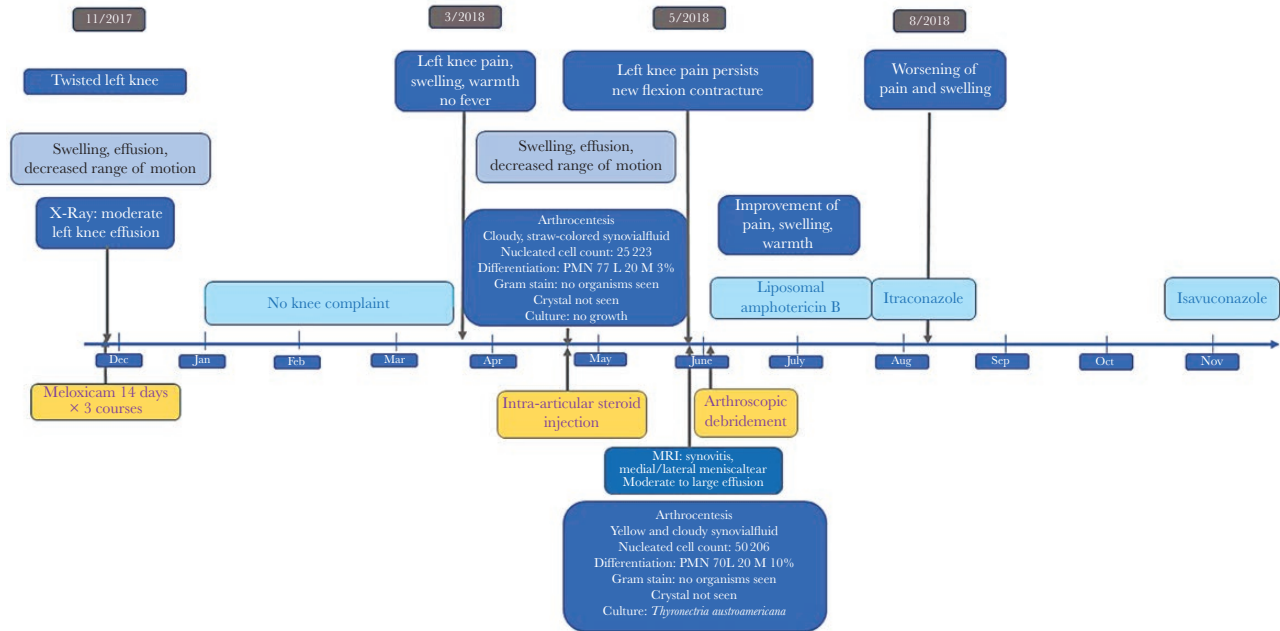 11/2017
3/2018
5/2018
8/2018
Twisted left knee
Left knee pain,
swelling, warmth
no fever
Left knee pain persists
new flexion contracture
Worsening of
pain and swelling
Swelling, effusion,
decreased range of motion
Swelling, effusion,
decreased range of motion
X-Ray: moderate
left knee effusion
Arthrocentesis
Cloudy, straw-colored synovialfluid
Nucleated cell count: 25 223
Differentiation: PMN 77 L 20 M 3%
Gram stain: no organisms seen
Crystal not seen
Culture: no growth
Improvement of
pain, swelling,
warmth
No knee complaint
Liposomal
amphotericin B
Itraconazole
Isavuconazole
Dec
Jan
Feb
Mar
Apr
May
June
July
Aug
Sep
Oct
Nov
Meloxicam 14 days
× 3 courses
Intra-articular steroid
injection
Arthroscopic
debridement
MRI: synovitis,
medial/lateral meniscaltear
Moderate to large effusion
Arthrocentesis
Yellow and cloudy synovialfluid
Nucleated cell count: 50 206
Differentiation: PMN 70L 20 M 10%
Gram stain: no organisms seen
Crystal not seen
Culture: Thyronectria austroamericana